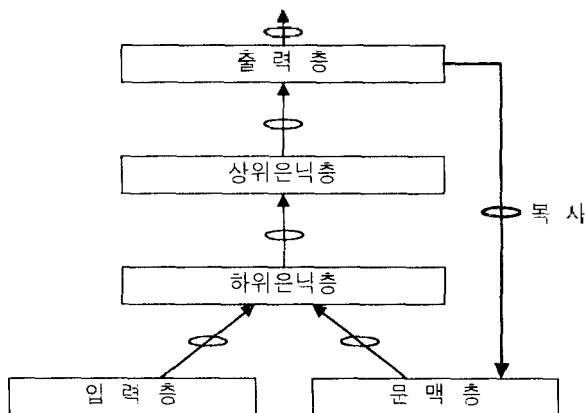 출 력 층
상위은닉층
복 사
하위은닉층
입 력 층
문 맥 층